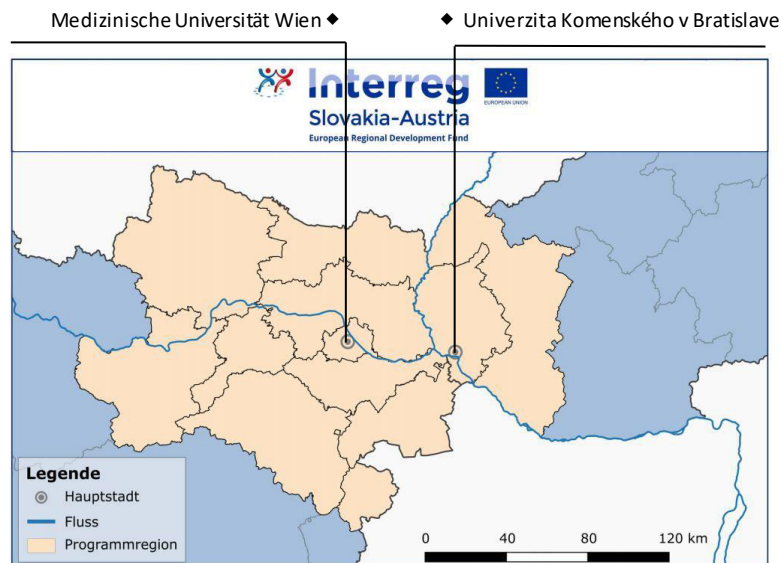 Medizinische Universität Wien ◆
◆ Univerzita Komenského v Bratislave
Interreg
EUROPEAN UNION
Slovakia-Austria
European Regional Development Fund
Legende
Hauptstadt
Fluss
Programmregion
0 40 80 120 km